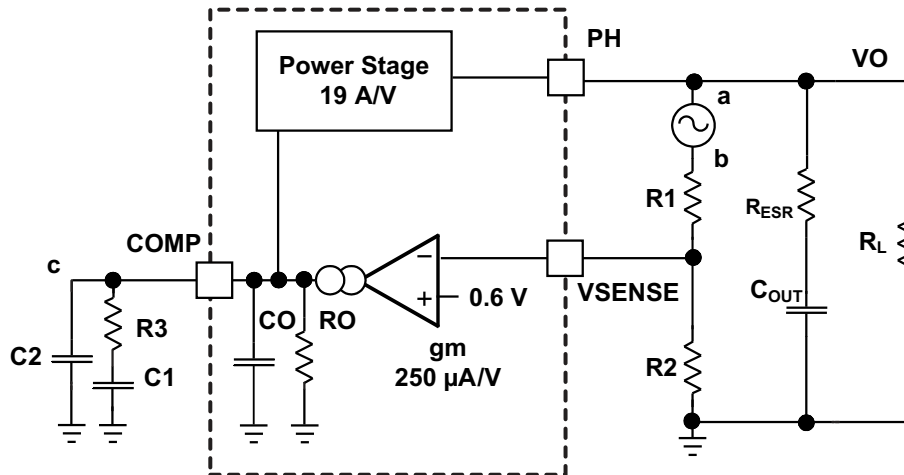 PH
VO
Power Stage
19 A/V
a
b
R1
RESR
RL
COMP
c
VSENSE
−
+
0.6 V
R3
CO
RO
COUT
C2
C1
gm
250 µA/V
R2